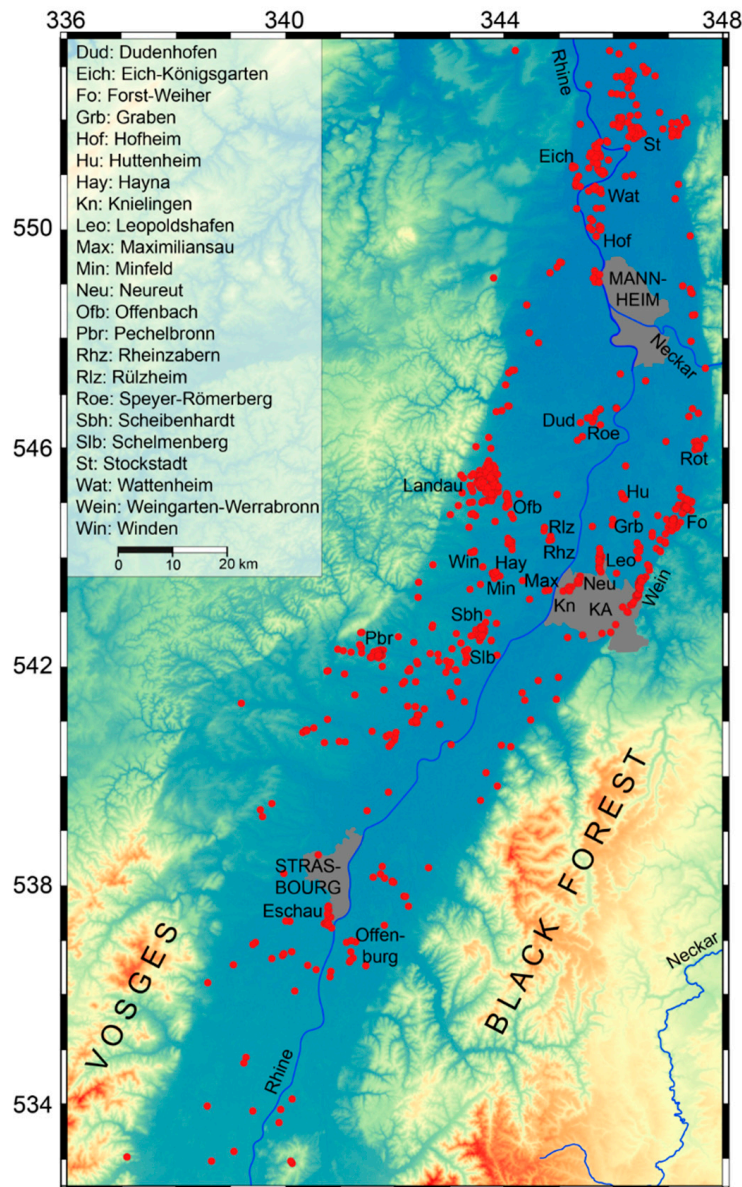 336
340
344
348
Dud: Dudenhofen
Eich: Eich-Königsgarten
Fo: Forst-Weiher
Grb: Graben
Hof: Hofheim
Hu: Huttenheim
Hay: Hayna
Kn: Knielingen
Leo: Leopoldshafen
Max: Maximiliansau
Min: Minfeld
Neu: Neureut
Ofb: Offenbach
Pbr: Pechelbronn
Rhz: Rheinzabern
Rlz: Rülzheim
Roe: Speyer-Römerberg
Sbh: Scheibenhardt
Slb: Schelmenberg
St: Stockstadt
Wat: Wattenheim
Wein: Weingarten-Werrabronn
Win: Winden
0 10 20 km
Rhine
St
Eich
Wat
550
Hof
MANN-
HEIM
Neckar
546
Dud
Roe
Rot
Landau
Ofb
Hu
Fo
Rlz
Grb
Rhz
Win
Hay
Leo
Min
Max
Neu
Wein
Kn
KA
Sbh
Pbr
Slb
542
BLACK FOREST
STRAS-
BOURG
538
Eschau
Offen-
burg
Neckar
VOSGES
Rhine
534